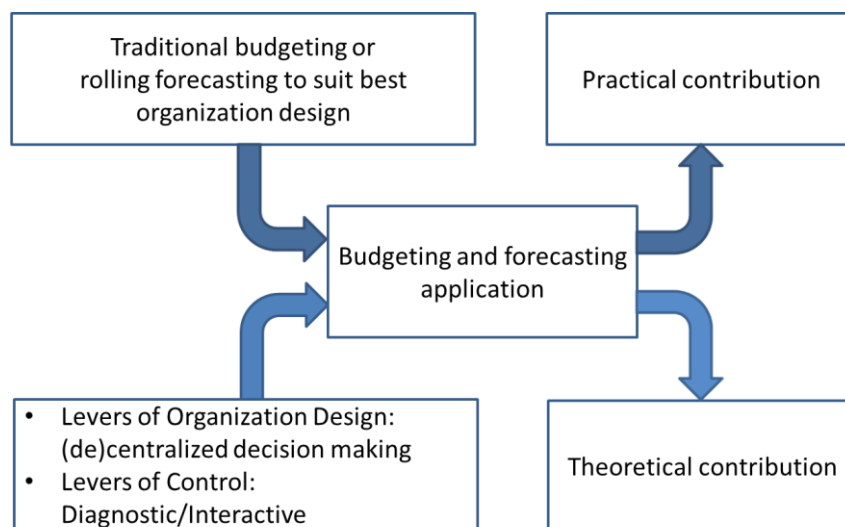 Traditional budgeting or
rolling forecasting to suit best
organization design
Practical contribution
Budgeting and forecasting
application
• Levers of Organization Design:
(de)centralized decision making
• Levers of Control:
Diagnostic/Interactive
Theoretical contribution